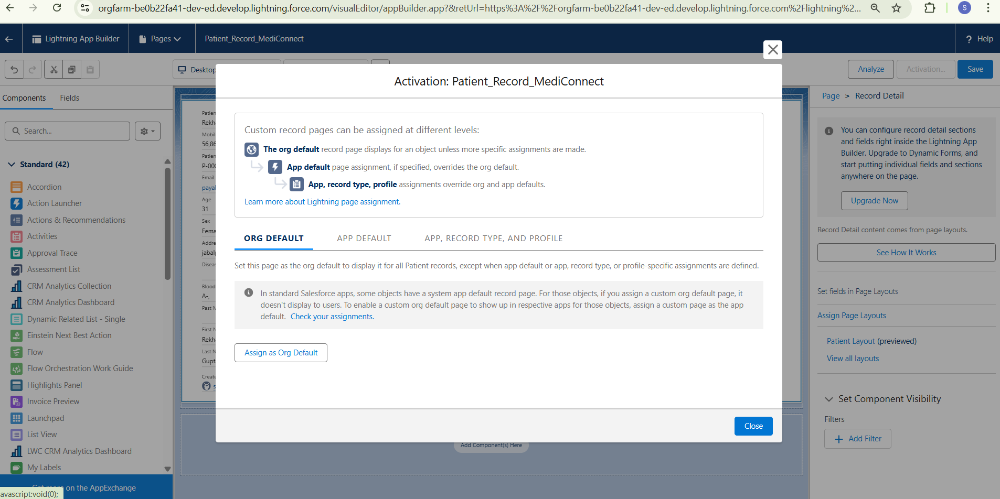 orgfarm-be0b22fa41-dev-ed.develop.lightning.force.com/visualEditor/appBuilder.app?&retUrl=https%3A%2F%2Forgfarm-be0b22fa41-dev-ed.develop.lightning.force.com%2Flightning%2...
S
Lightning App Builder
Pages
Patient_Record_MediConnect
? Help
Desktop
Analyze
Activation...
Save
Components
Fields
Search...
Standard (42)
Accordion
Action Launcher
Actions & Recommendations
Activities
Approval Trace
Assessment List
CRM Analytics Collection
CRM Analytics Dashboard
Dynamic Related List - Single
Einstein Next Best Action
Flow
Flow Orchestration Work Guide
Highlights Panel
Invoice Preview
Launchpad
List View
LWC CRM Analytics Dashboard
My Labels
on the AppExchange
avascript:void(0);
Patien
Rekh
Mobil
56,86
Patien
P-000
Email
payal
Age
31
Sex
Fema
Addre
jabalp
Diseas
Blood
A-,
Past M
First N
Rekh
Last N
Gupt
Create
s
Activation: Patient_Record_MediConnect
Custom record pages can be assigned at different levels:
The org default record page displays for an object unless more specific assignments are made.
App default page assignment, if specified, overrides the org default.
App, record type, profile assignments override org and app defaults.
Learn more about Lightning page assignment.
ORG DEFAULT
APP DEFAULT
APP, RECORD TYPE, AND PROFILE
Set this page as the org default to display it for all Patient records, except when app default or app, record type, or profile-specific assignments are defined.
In standard Salesforce apps, some objects have a system app default record page. For those objects, if you assign a custom org default page, it
doesn't display to users. To enable a custom org default page to show up in respective apps for those objects, assign a custom page as the app
default. Check your assignments.
Assign as Org Default
Close
Add Component(s) Here
Page > Record Detail
You can configure record detail sections
and fields right inside the Lightning App
Builder. Upgrade to Dynamic Forms, and
start putting individual fields and sections
anywhere on the page.
Upgrade Now
Record Detail content comes from page layouts.
See How It Works
Set fields in Page Layouts
Assign Page Layouts
Patient Layout (previewed)
View all layouts
Set Component Visibility
Filters
Add Filter